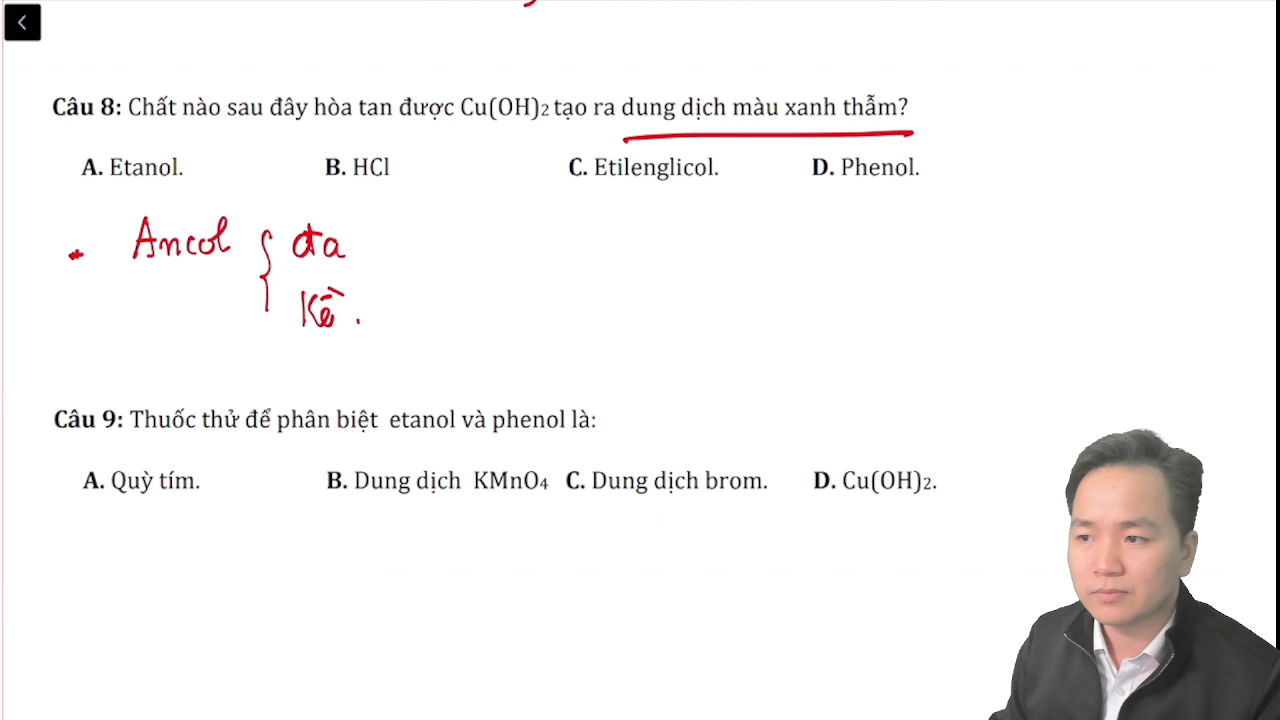 Câu 8: Chất nào sau đây hòa tan được Cu(OH)2 tạo ra dung dịch màu xanh thẫm?
A. Etanol. B. HCl C. Etilenglicol. D. Phenol.
Ancol { đa
Kề.
Câu 9: Thuốc thử để phân biệt etanol và phenol là:
A. Quỳ tím. B. Dung dịch KMnO4 C. Dung dịch brom. D. Cu(OH)2.